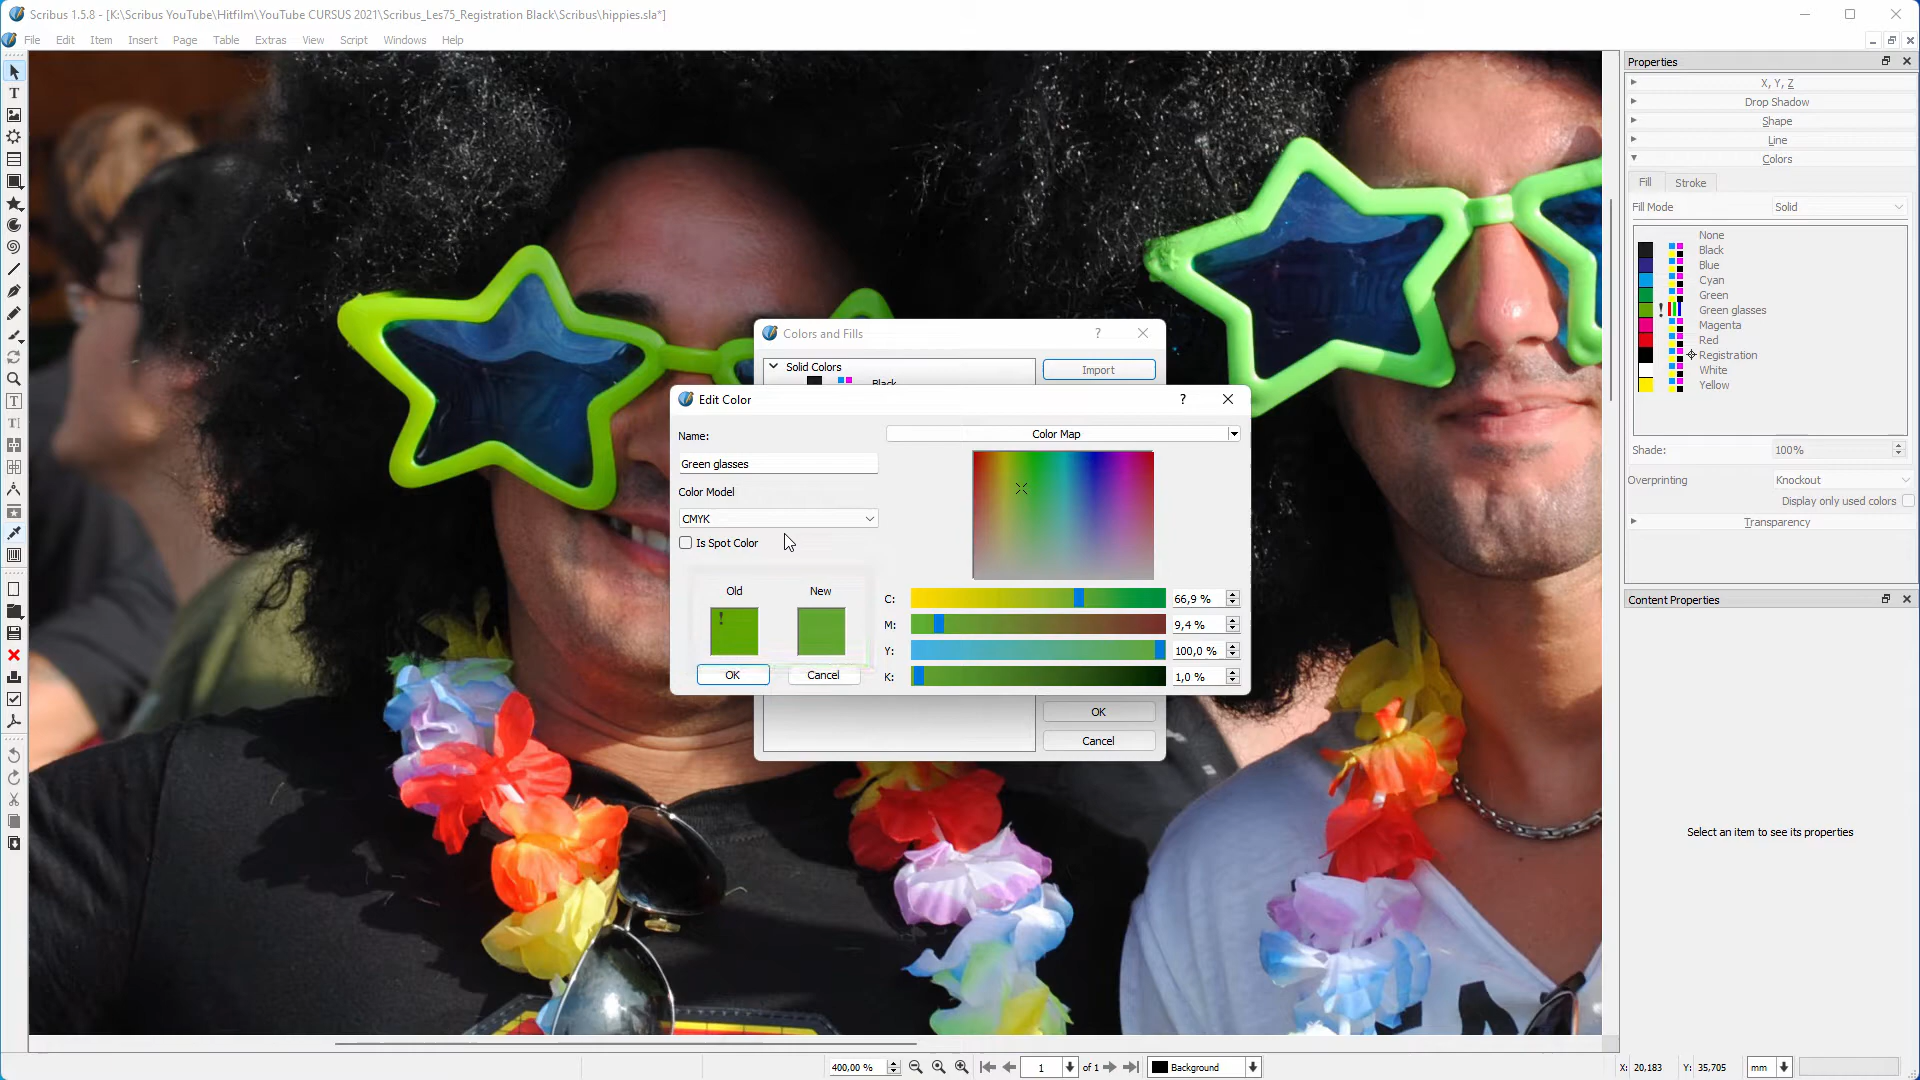 Scribus 1.5.8 - [K:\Scribus YouTube\Hitfilm\YouTube CURSUS 2021\Scribus_Les75_Registration Black\Scribus\hippies.sla*]
File Edit Item Insert Page Table Extras View Script Windows Help
Properties
X, Y, Z
Drop Shadow
Shape
Line
Colors
Fill Stroke
Fill Mode Solid
None
Black
Blue
Cyan
Green
Green glasses
Magenta
Red
Registration
White
Yellow
Shade: 100%
Overprinting Knockout
Display only used colors
Transparency
Content Properties
Select an item to see its properties
Colors and Fills ?
Solid Colors
Black
Import
OK
Cancel
Edit Color ?
Name:
Green glasses
Color Model
CMYK
Is Spot Color
Old New
!
OK Cancel
Color Map
C: 66,9 %
M: 9,4 %
Y: 100,0 %
K: 1,0 %
400,00 % 1 of 1 Background X: 20,183 Y: 35,705 mm